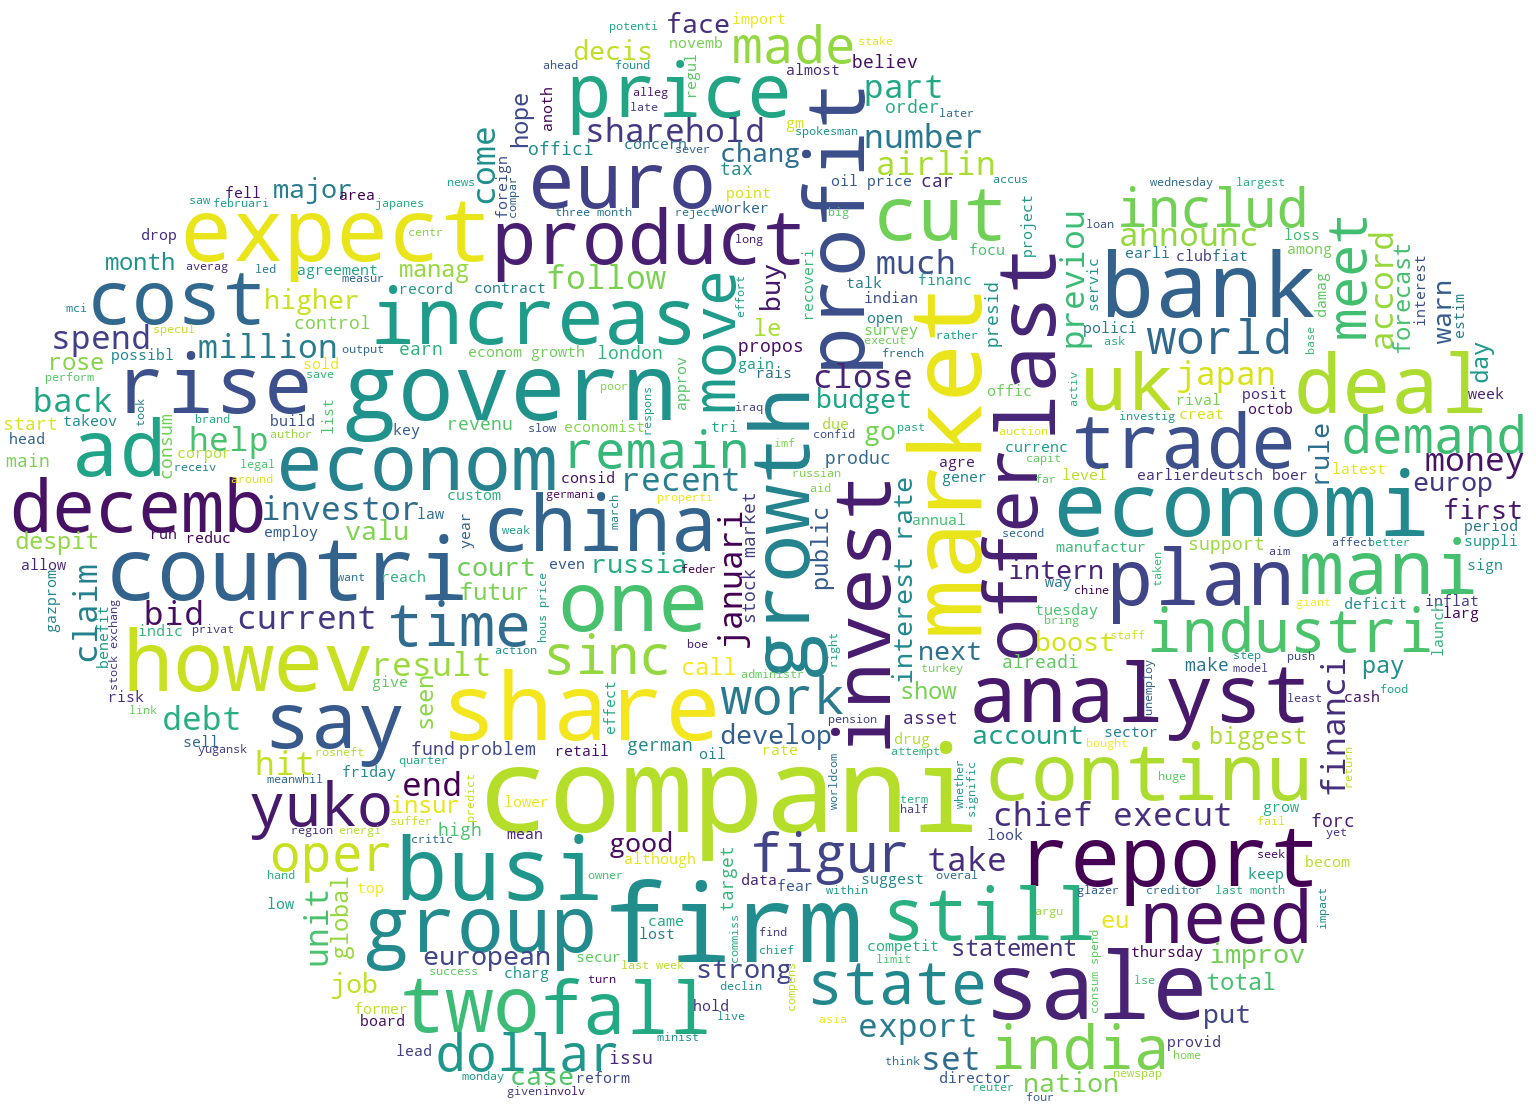 potenti
face
import
made
stake
decis
novemb
believ
ahead
found
regul
almost
price
alleg
late
part
order
later
anoth
hope
sharehold
gm
spokesman
number
offici
concern
sever
chang
airlin
come
euro
tax
profit
oil price
car
accus
wednesday
largest
news
fell
major
area
foreign
compar
point
cut
includ
saw
februari
japanes
three month
reject
worker
big
project
loan
announc
loss
drop
expect
centr
product
long
much
focu
previou
earli
clubfiat
among
meet
accord
month
averag
led
agreement
manag
follow
buy
recoveri
talk
financ
servic
bank
damag
forecast
interest
measur
record
contract
move
effort
indian
presid
cost
higher
mci
specul
control
increas
le
open
survey
polici
world
warn
estim
spend
million
output
earn
econom growth
london
propos
execut
french
rather
ask
base
rose
possibl
sold
gain
rais
close
market
last
uk
japan
deal
day
perform
rise
save
govern
poor
approv
offic
activ
rival
posit
week
back
takeov
took
brand
build
list
revenu
economist
respons
tri
iraq
budget
octob
start
head
help
author
key
slow
growth
due
go
past
auction
investig
creat
trade
rule
demand
main
ad
consum
corpor
receiv
legal
econom
remain
imf
confid
produc
agre
currenc
capit
latest
money
around
custom
consid
recent
russian
aid
gener
far
level
earlierdeutsch boer
europ
decemb
investor
law
germani
properti
invest
annual
second
economi
first
despit
run
reduc
employ
valu
year
weak
china
march
januari
stock market
public
interest rate
offer
manufactur
support
affect
better
period
suppli
allow
countri
want
reach
court
even
russia
feder
intern
way
chine
plan
taken
aim
mani
sign
gazprom
claim
bid
current
time
futur
hous price
one
tuesday
bring
giant
deficit
inflat
larg
benefit
stock exchang
indic
privat
action
sinc
boe
right
next
boost
staff
industri
launch
howev
result
call
administr
turkey
alreadi
step
push
make
model
pay
risk
link
give
seen
share
effect
work
show
analyst
unemploy
least
cash
food
debt
say
sell
fund
problem
retail
german
oil
develop
pension
drug
asset
account
sector
biggest
financi
yugansk
hit
rosneft
quarter
rate
attempt
bought
return
meanwhil
friday
end
compani
worldcom
whether
signific
continu
huge
yuko
insur
predict
lower
term
half
chief execut
grow
region
energi
suffer
critic
high
mean
good
look
fail
forc
yet
oper
although
figur
take
report
seek
becom
hand
top
busi
owner
target
data
fear
within
suggest
overal
glazer
creditor
last month
keep
low
unit
global
group
firm
came
lost
commiss
find
chief
still
argu
eu
need
impact
european
secur
competit
limit
statement
thursday
improv
success
last week
strong
consum spend
job
charg
turn
declin
compens
state
sale
lse
total
former
two
fall
hold
live
asia
export
put
board
dollar
minist
lead
issu
think
set
india
provid
home
monday
case
reform
director
nation
newspap
giveninvolv
reuter
four